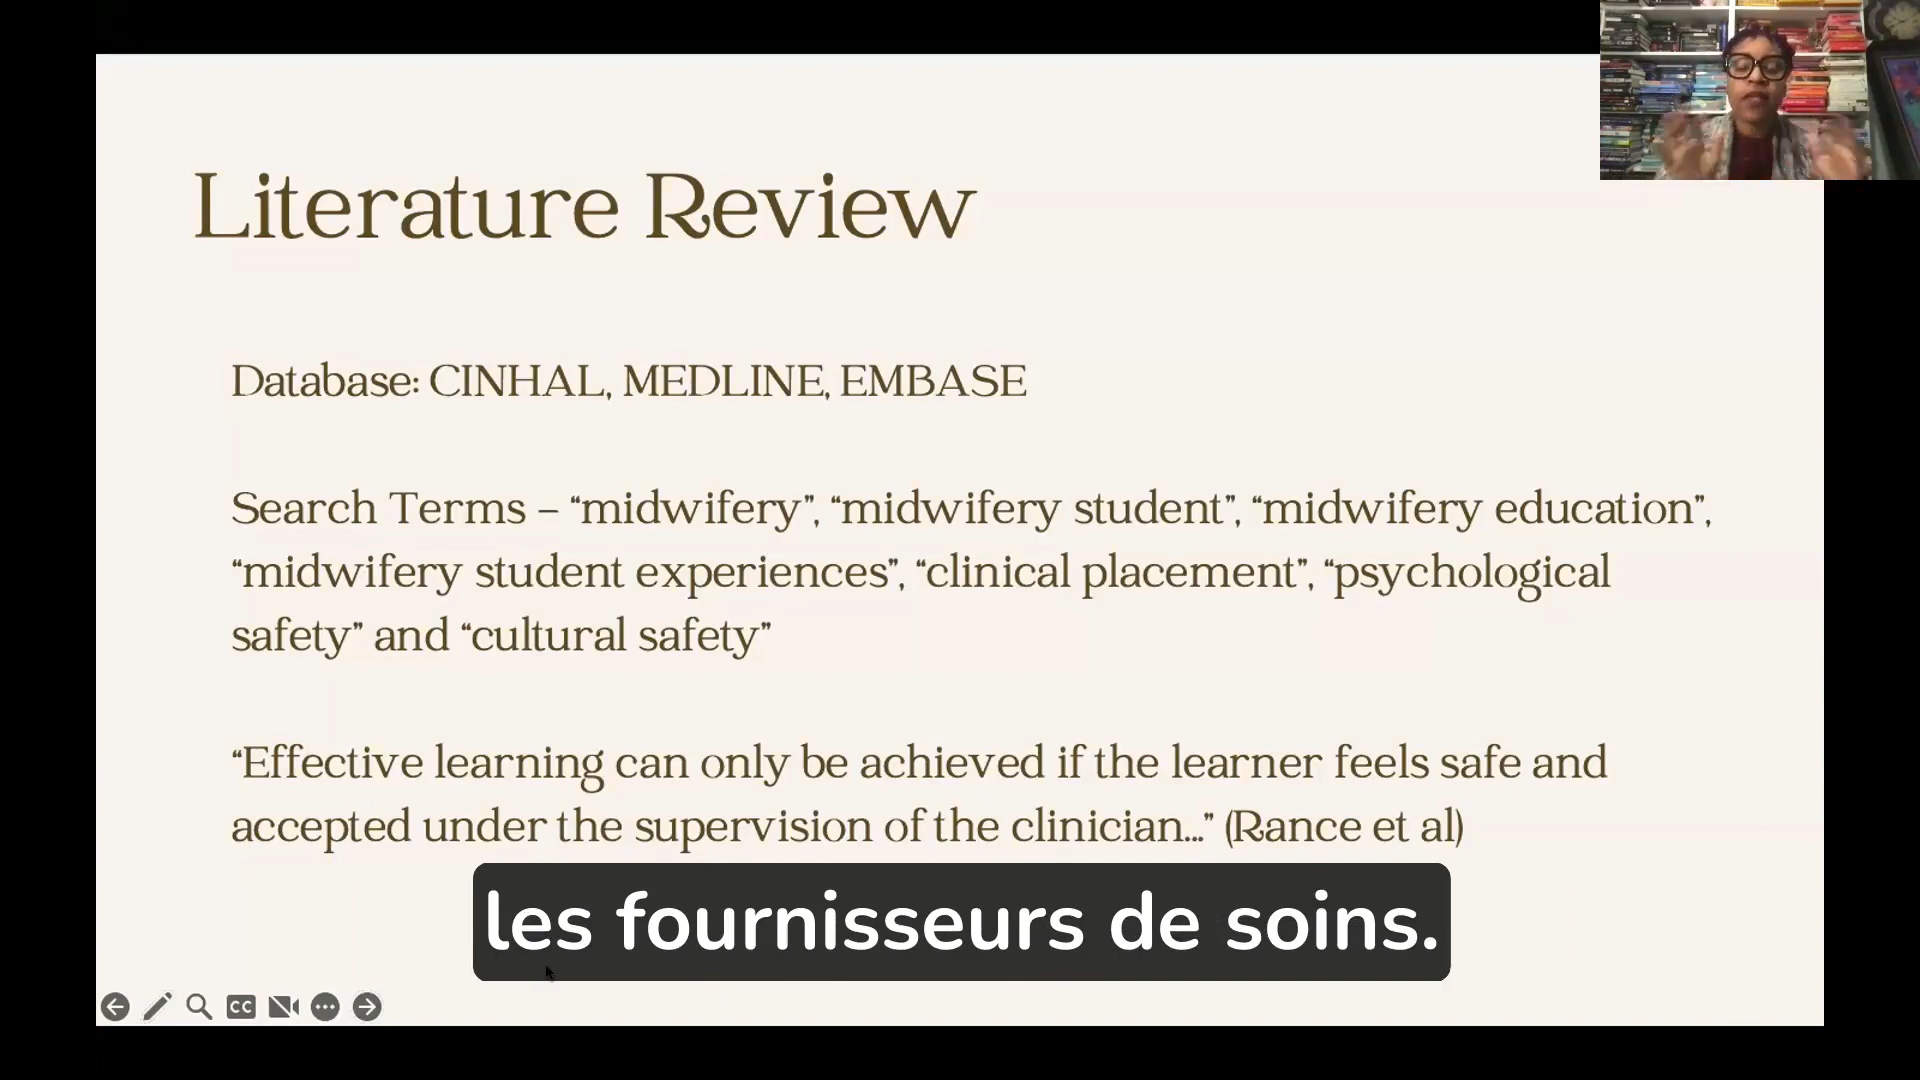 Literature Review
Database: CINHAL, MEDLINE, EMBASE
Search Terms – “midwifery”, “midwifery student”, “midwifery education”,
“midwifery student experiences”, “clinical placement”, “psychological
safety” and “cultural safety”
“Effective learning can only be achieved if the learner feels safe and
accepted under the supervision of the clinician...” (Rance et al)
les fournisseurs de soins.
CC